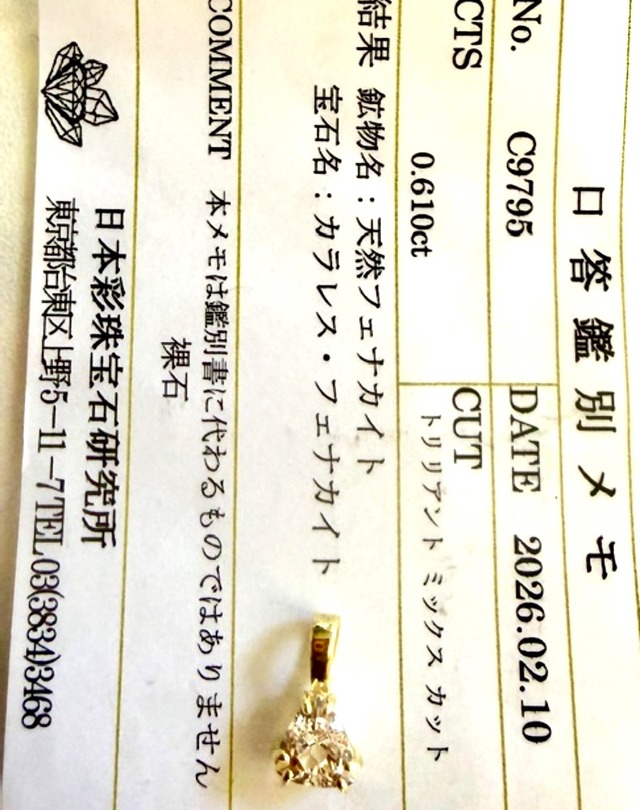 口答鑑別メモ
No. C9795
DATE 2026.02.10
CTS 0.610ct
CUT トリリアント ミックス カット
結果 鉱物名：天然フェナカイト
宝石名：カラレス・フェナカイト
COMMENT 本メモは鑑別書に代わるものではありません
裸石
日本彩珠宝石研究所
東京都台東区上野5-11-7 TEL 03(3834)3468